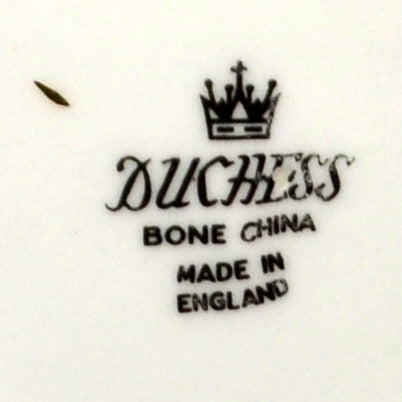 DUCHESS
BONE CHINA
MADE IN
ENGLAND